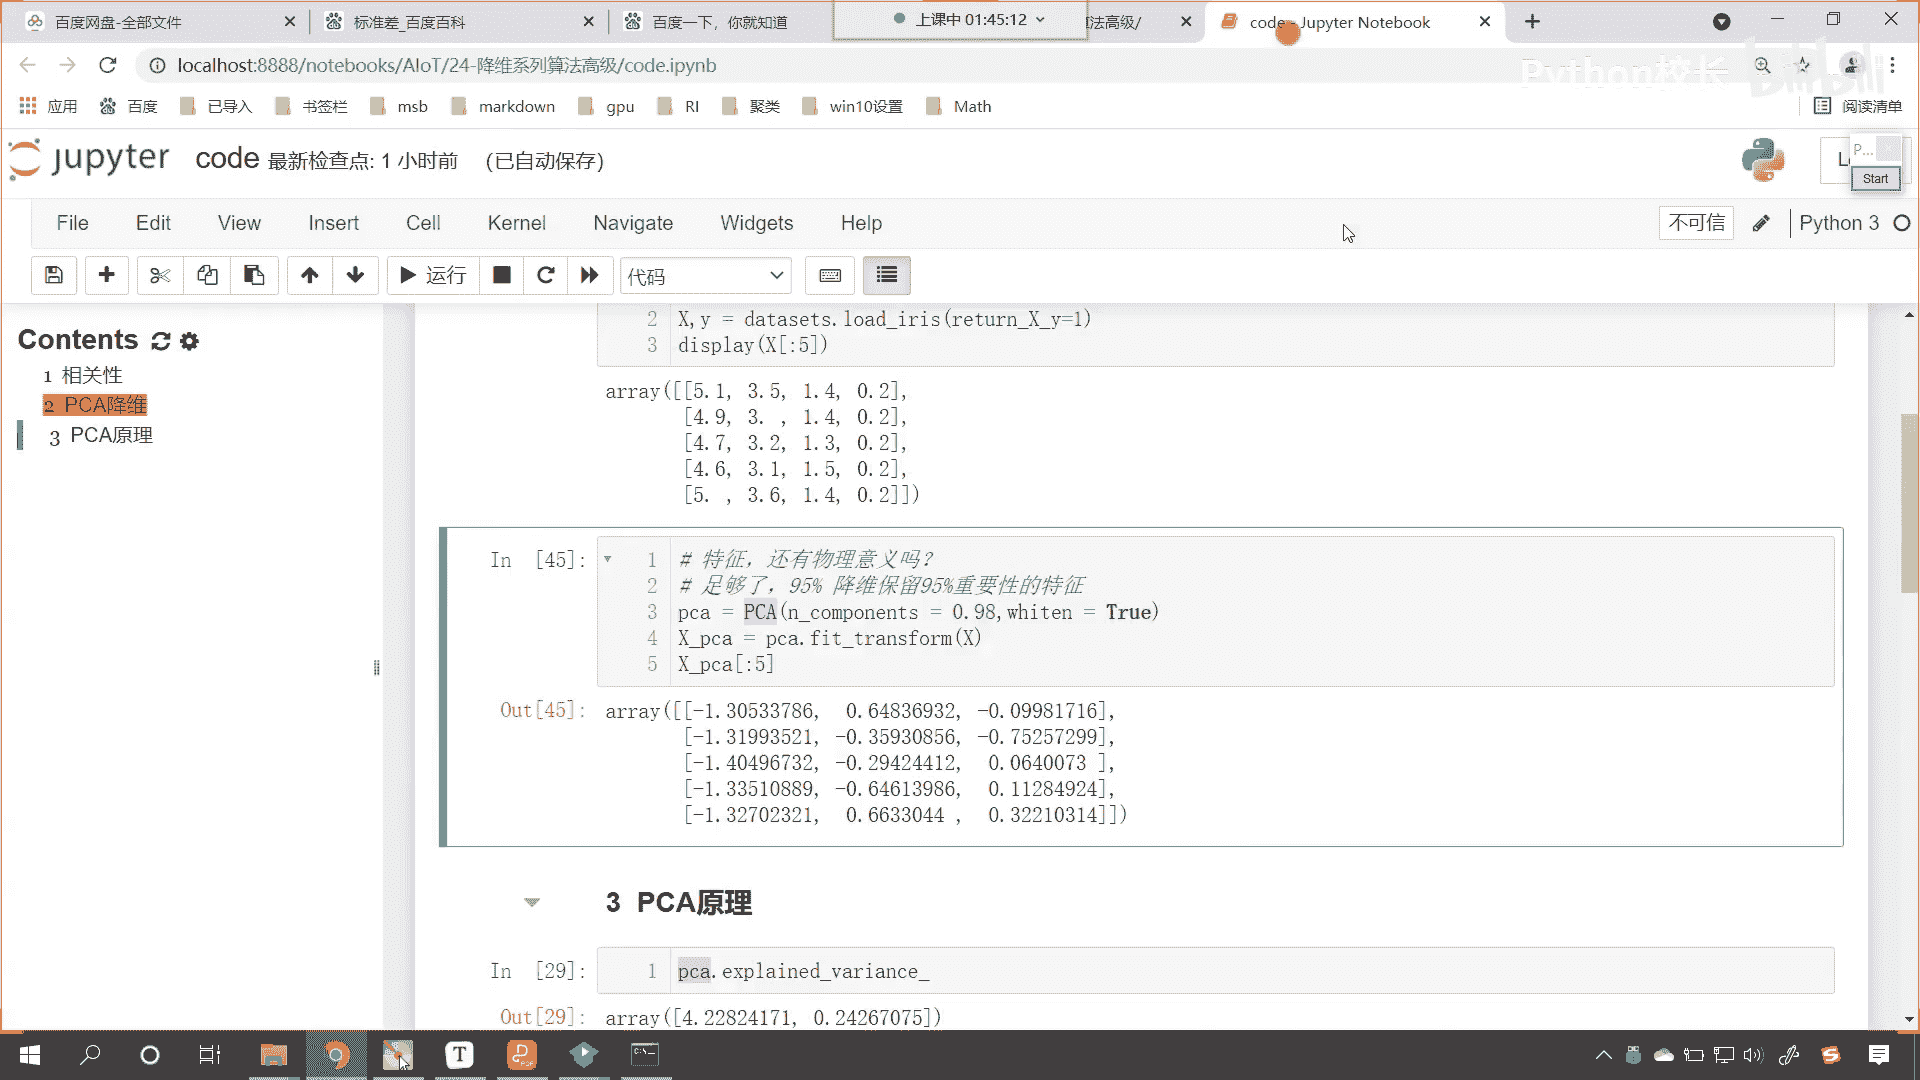 百度网盘-全部文件
标准差_百度百科
百度一下，你就知道
上课中 01:45:12
法高级/
code - Jupyter Notebook
localhost:8888/notebooks/AIoT/24-降维系列算法高级/code.ipynb
Python校长
bilibili
应用
百度
已导入
书签栏
msb
markdown
gpu
RI
聚类
win10设置
Math
阅读清单
jupyter
code 最新检查点: 1 小时前 (已自动保存)
P...
Start
File
Edit
View
Insert
Cell
Kernel
Navigate
Widgets
Help
不可信
Python 3
运行
代码
Contents
1 相关性
2 PCA降维
3 PCA原理
2 X,y = datasets.load_iris(return_X_y=1)
3 display(X[:5])
array([[5.1, 3.5, 1.4, 0.2],
[4.9, 3. , 1.4, 0.2],
[4.7, 3.2, 1.3, 0.2],
[4.6, 3.1, 1.5, 0.2],
[5. , 3.6, 1.4, 0.2]])
In [45]:
1 # 特征，还有物理意义吗？
2 # 足够了，95% 降维保留95%重要性的特征
3 pca = PCA(n_components = 0.98,whiten = True)
4 X_pca = pca.fit_transform(X)
5 X_pca[:5]
Out[45]: array([[-1.30533786, 0.64836932, -0.09981716],
[-1.31993521, -0.35930856, -0.75257299],
[-1.40496732, -0.29424412, 0.0640073 ],
[-1.33510889, -0.64613986, 0.11284924],
[-1.32702321, 0.6633044 , 0.32210314]])
3 PCA原理
In [29]: 1 pca.explained_variance_
Out[29]: array([4.22824171, 0.24267075])